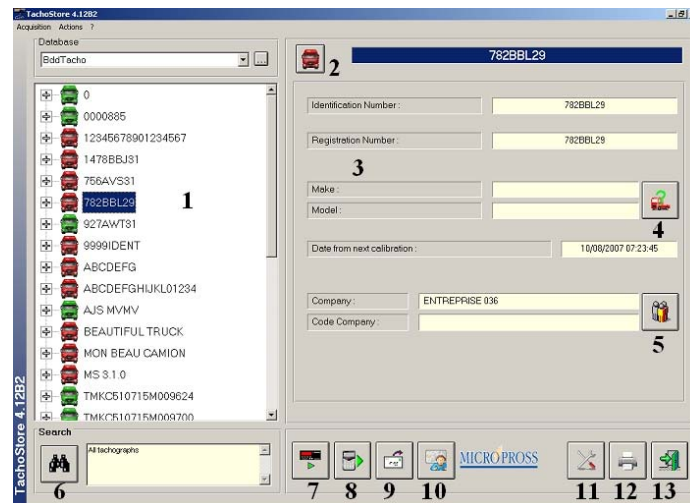 TachoStore 4.12B2
Acquisition Actions ?
Database
BddTacho
...
0
0000885
12345678901234567
1478BBJ31
756AVS31
782BBL29
1
927AWT31
9999IDENT
ABCDEFG
ABCDEFGHIJKL01234
AJS MVMV
BEAUTIFUL TRUCK
MON BEAU CAMION
MS 3.1.0
TMKC510715M009624
TMKC510715M009700
Search
All tachographs
6
TachoStore 4.12B2
2
782BBL29
Identification Number :
782BBL29
Registration Number :
782BBL29
3
Make :
Model :
4
Date from next calibration :
10/08/2007 07:23:45
Company :
ENTREPRISE 036
Code Company :
5
MICROPROSS
7
8
9
10
11
12
13